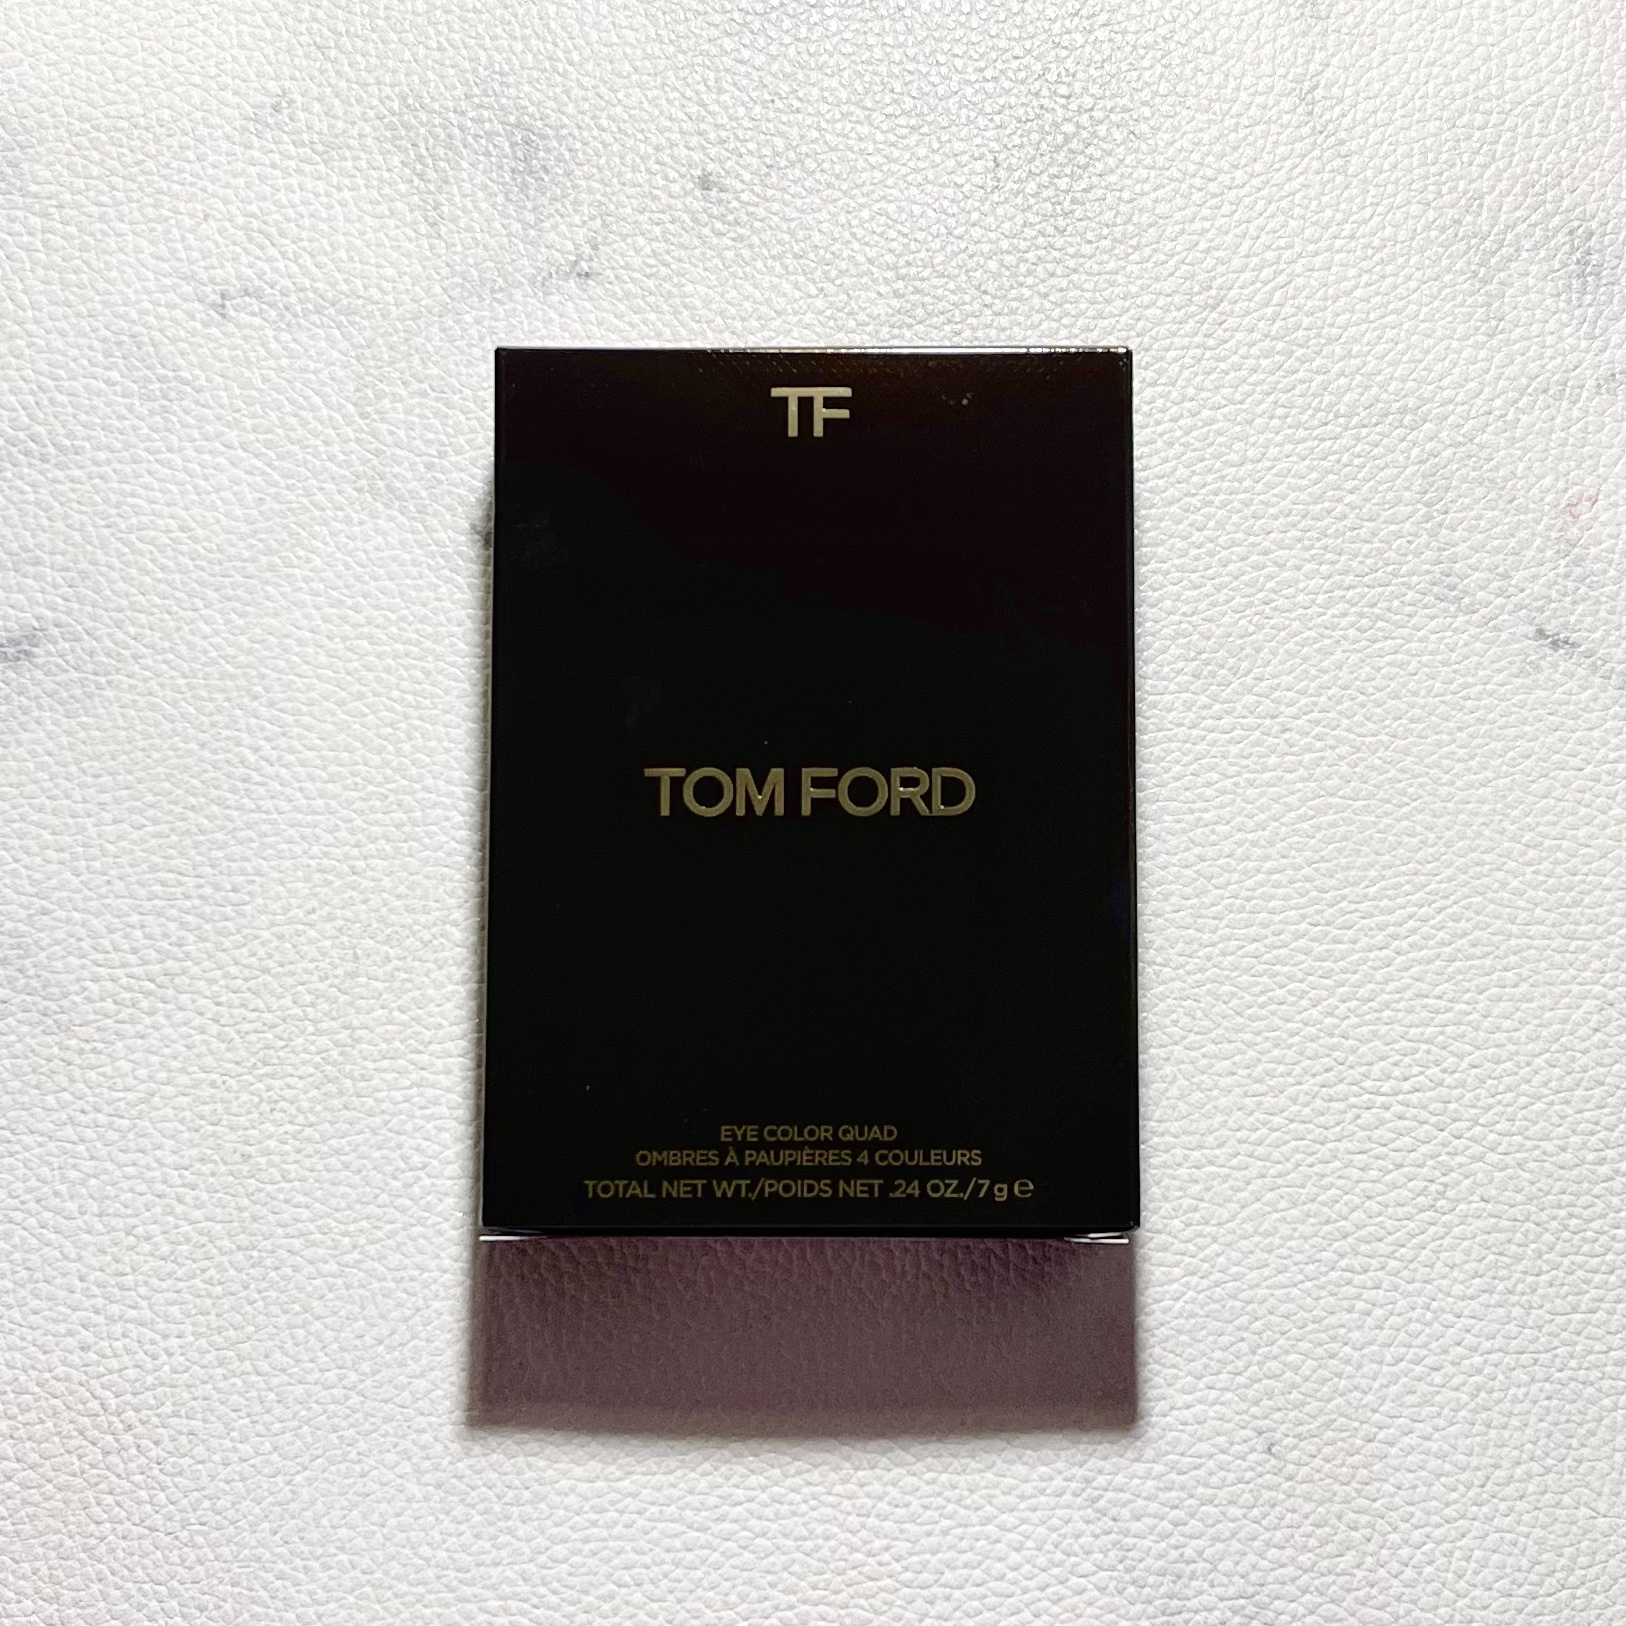 TF
TOM FORD
EYE COLOR QUAD
OMBRES À PAUPIÈRES 4 COULEURS
TOTAL NET WT./POIDS NET .24 OZ./7 g ℮